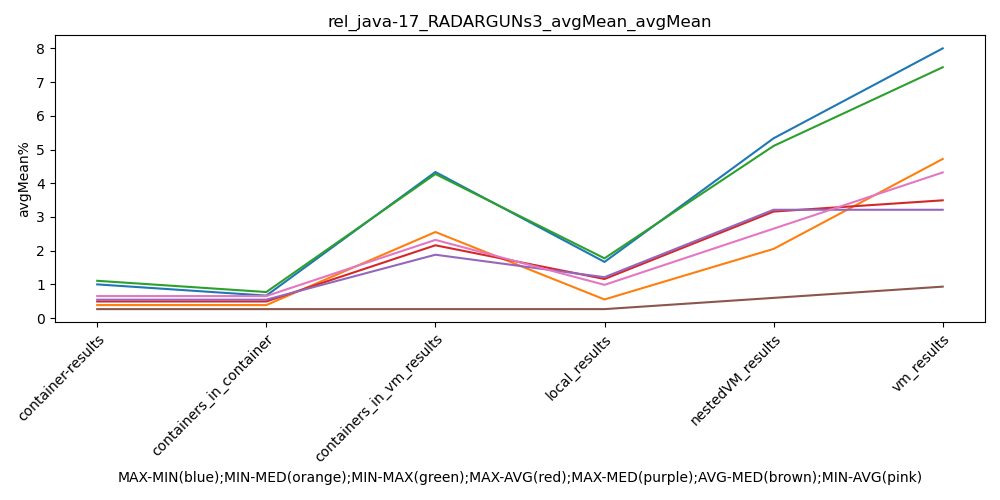 rel_java-17_RADARGUNs3_avgMean_avgMean
8
7
6
5
4
3
2
1
0
avgMean%
container-results
containers_in_container
containers_in_vm_results
local_results
nestedVM_results
vm_results
MAX-MIN(blue);MIN-MED(orange);MIN-MAX(green);MAX-AVG(red);MAX-MED(purple);AVG-MED(brown);MIN-AVG(pink)